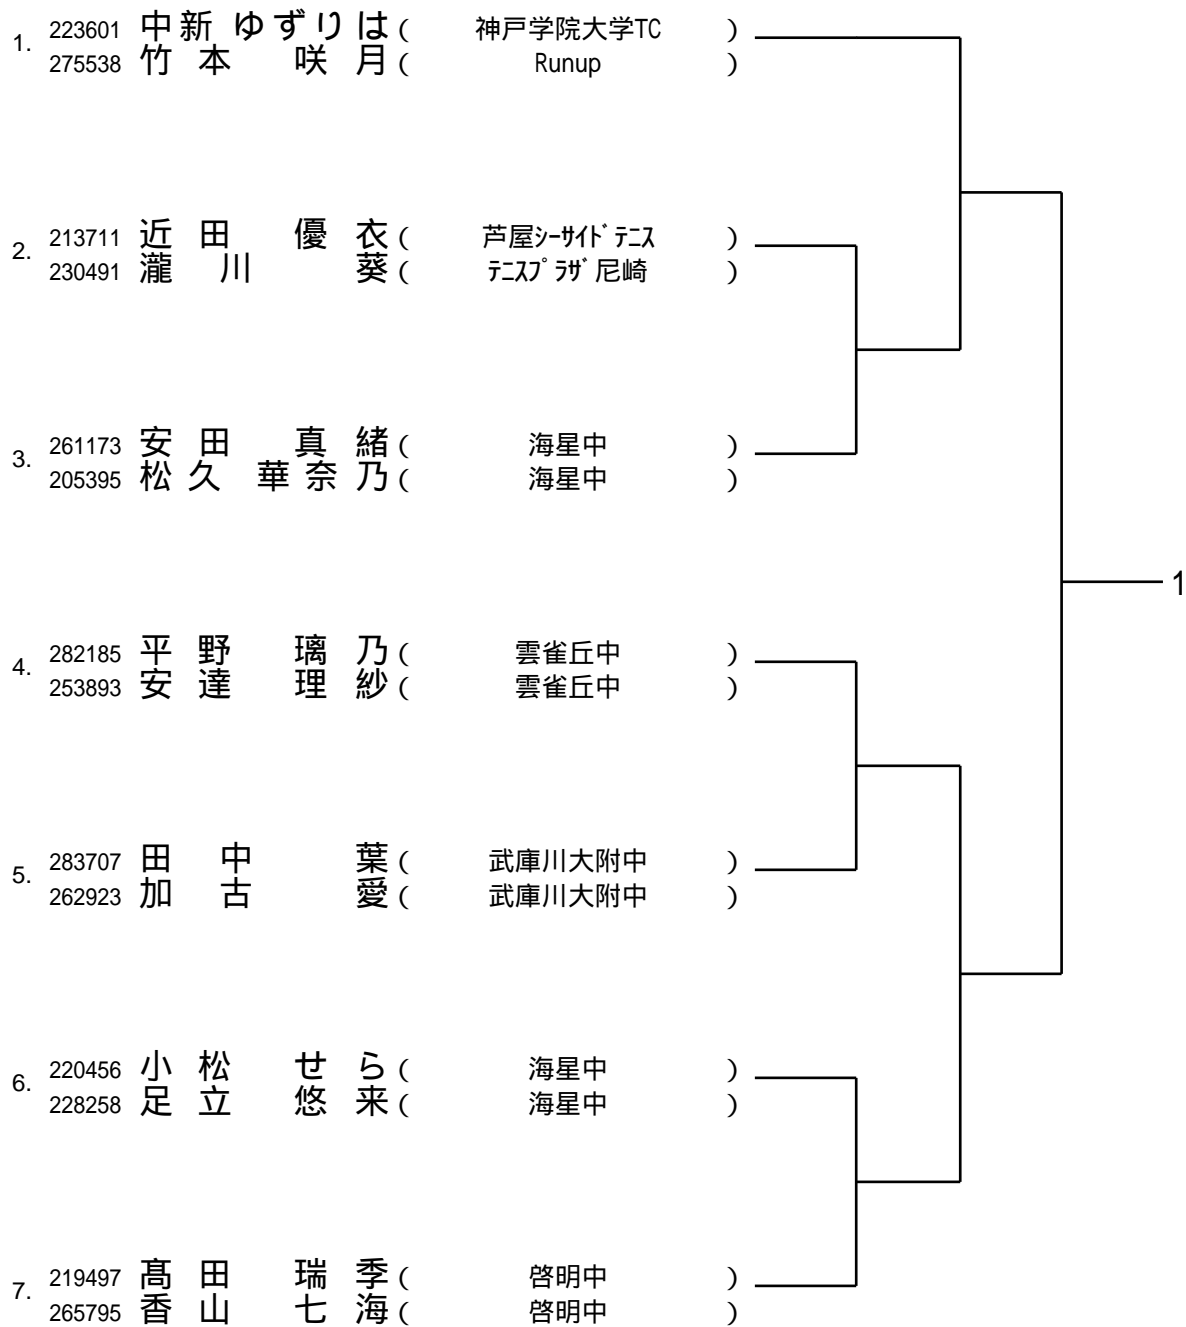 1. 223601 中新 ゆずりは ( 神戸学院大学TC )
275538 竹本 咲月 ( Runup )
2. 213711 近田 優衣 ( 芦屋ｼｰｻｲﾄﾞﾃﾆｽ )
230491 瀧川 葵 ( ﾃﾆｽﾌﾟﾗｻﾞ尼崎 )
3. 261173 安田 真緒 ( 海星中 )
205395 松久 華奈乃 ( 海星中 )
1
4. 282185 平野 璃乃 ( 雲雀丘中 )
253893 安達 理紗 ( 雲雀丘中 )
5. 283707 田中 葉 ( 武庫川大附中 )
262923 加古 愛 ( 武庫川大附中 )
6. 220456 小松 せら ( 海星中 )
228258 足立 悠来 ( 海星中 )
7. 219497 髙田 瑞季 ( 啓明中 )
265795 香山 七海 ( 啓明中 )